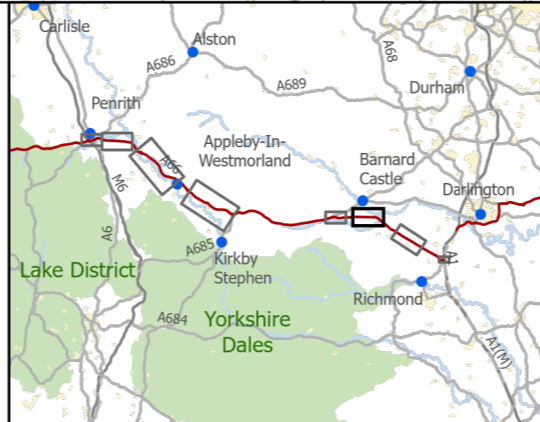 Carlisle
Alston
A686
A68
A689
Durham
Penrith
Appleby-In-
Westmorland
A66
Barnard
Castle
Darlington
M6
A6
A685
Kirkby
Stephen
Lake District
A1
Richmond
A684
Yorkshire
Dales
A1(M)